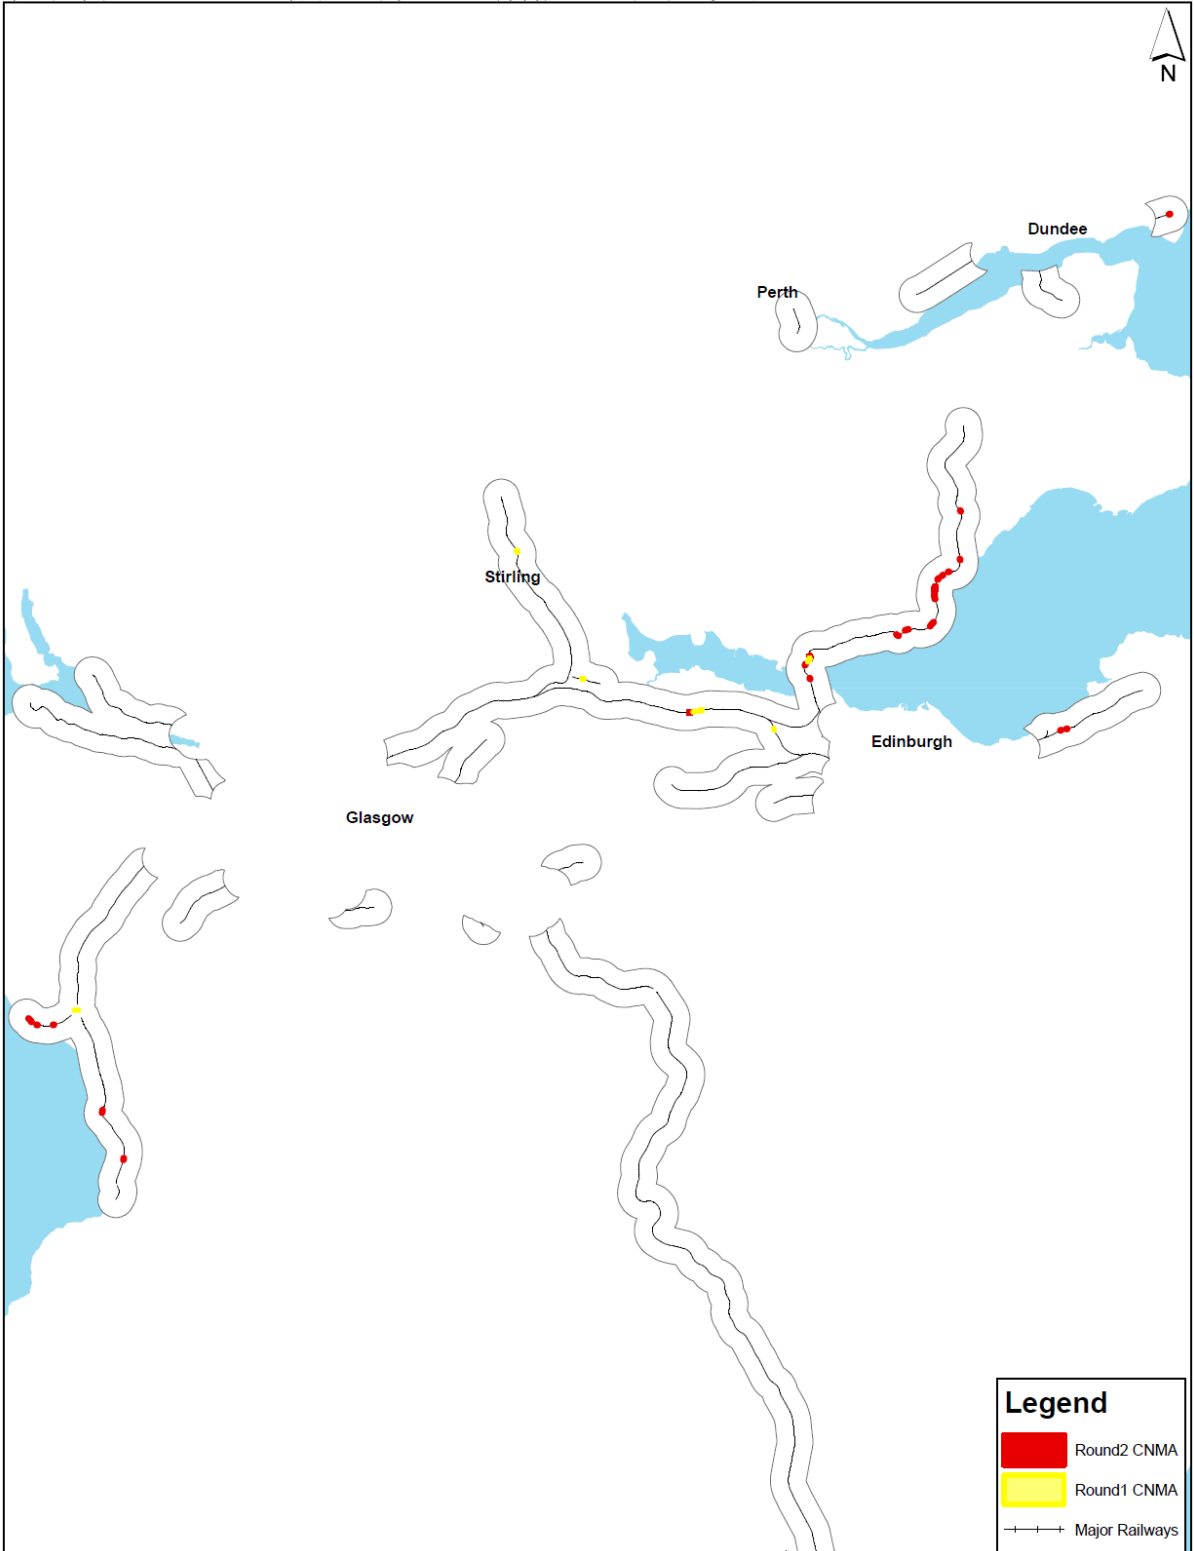 N
Dundee
Perth
Stirling
Edinburgh
Glasgow
Legend
Round2 CNMA
Round1 CNMA
Major Railways